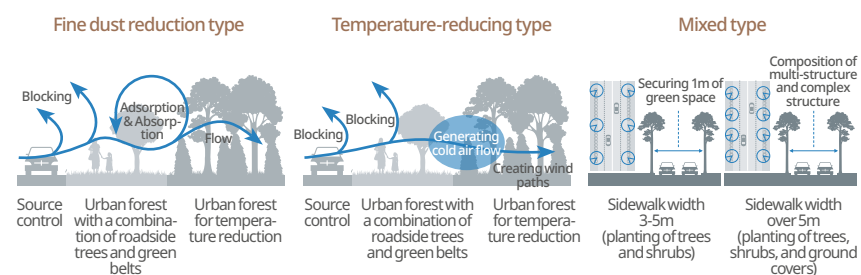 Fine dust reduction type
Blocking
Adsorption
& Absorp-
tion
Flow
Source
control
Urban forest
with a combina-
tion of roadside
trees and green
belts
Urban forest
for tempera-
ture reduction
Temperature-reducing type
Blocking
Blocking
Generating
cold air flow
Creating wind
paths
Source
control
Urban forest with
a combination of
roadside trees
and green belts
Urban forest
for tempera-
ture reduction
Mixed type
Securing 1m of
green space
Composition of
multi-structure
and complex
structure
Sidewalk width
3-5m
(planting of trees
and shrubs)
Sidewalk width
over 5m
(planting of trees,
shrubs, and ground
covers)